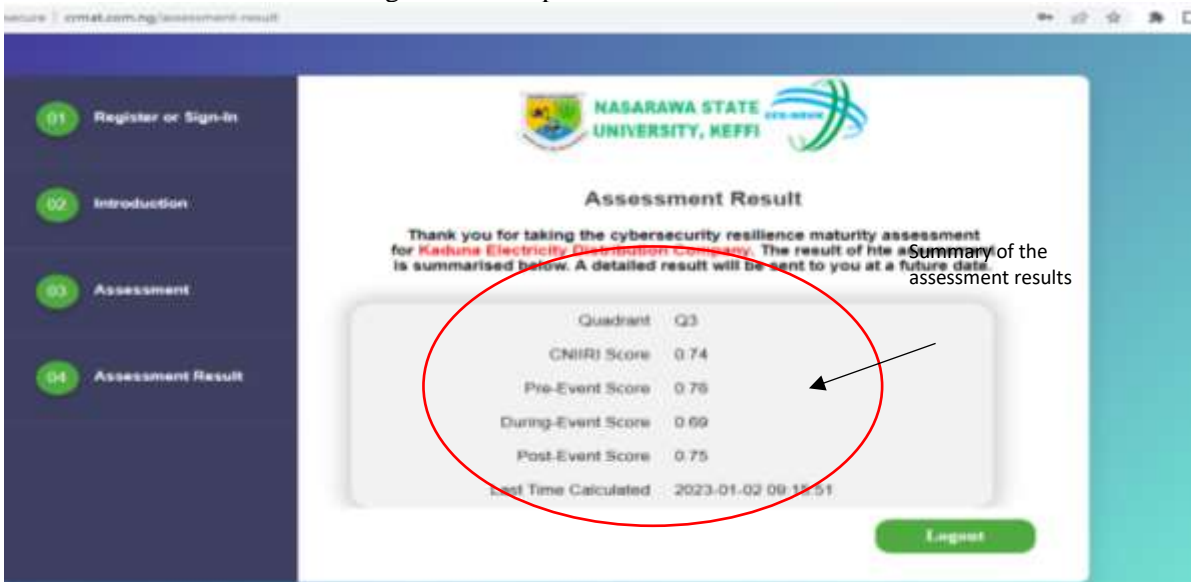 ecure crmat.com.ng/assessment-result
01 Register or Sign-In
02 Introduction
03 Assessment
04 Assessment Result
NASARAWA STATE
UNIVERSITY, KEFFI
Assessment Result
Thank you for taking the cybersecurity resillience maturity assessment
for Kaduna Electricity Distribution Company. The result of hte assessment
is summarised below. A detailed result will be sent to you at a future date.
Summary of the
assessment results
Quadrant Q3
CNIIRI Score 0.74
Pre-Event Score 0.76
During-Event Score 0.69
Post-Event Score 0.75
Last Time Calculated 2023-01-02 09:15:51
Logout